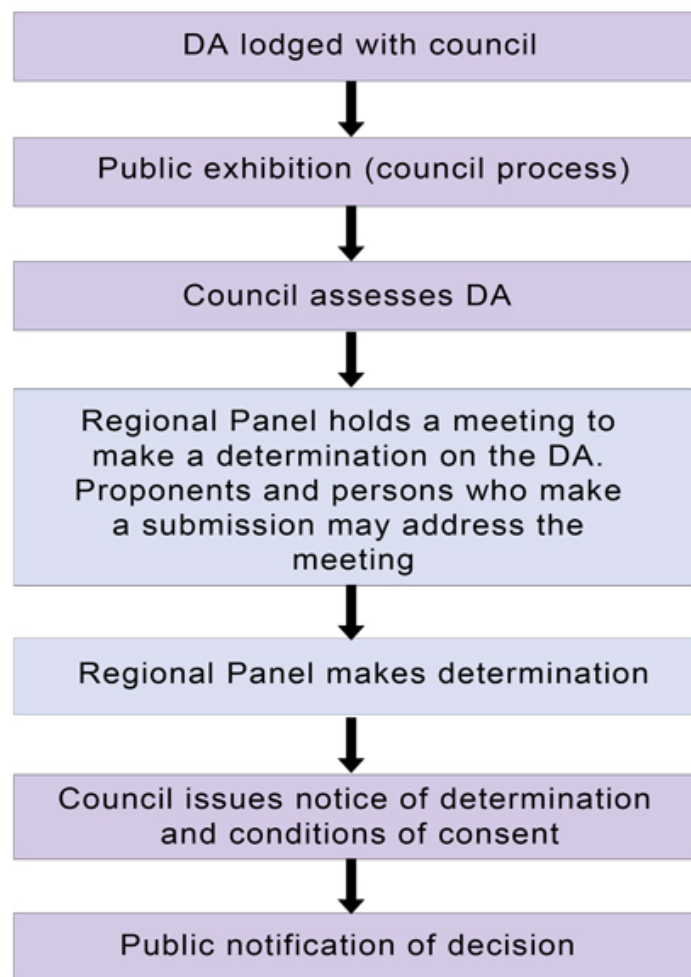 DA lodged with council
Public exhibition (council process)
Council assesses DA
Regional Panel holds a meeting to
make a determination on the DA.
Proponents and persons who make
a submission may address the
meeting
Regional Panel makes determination
Council issues notice of determination
and conditions of consent
Public notification of decision